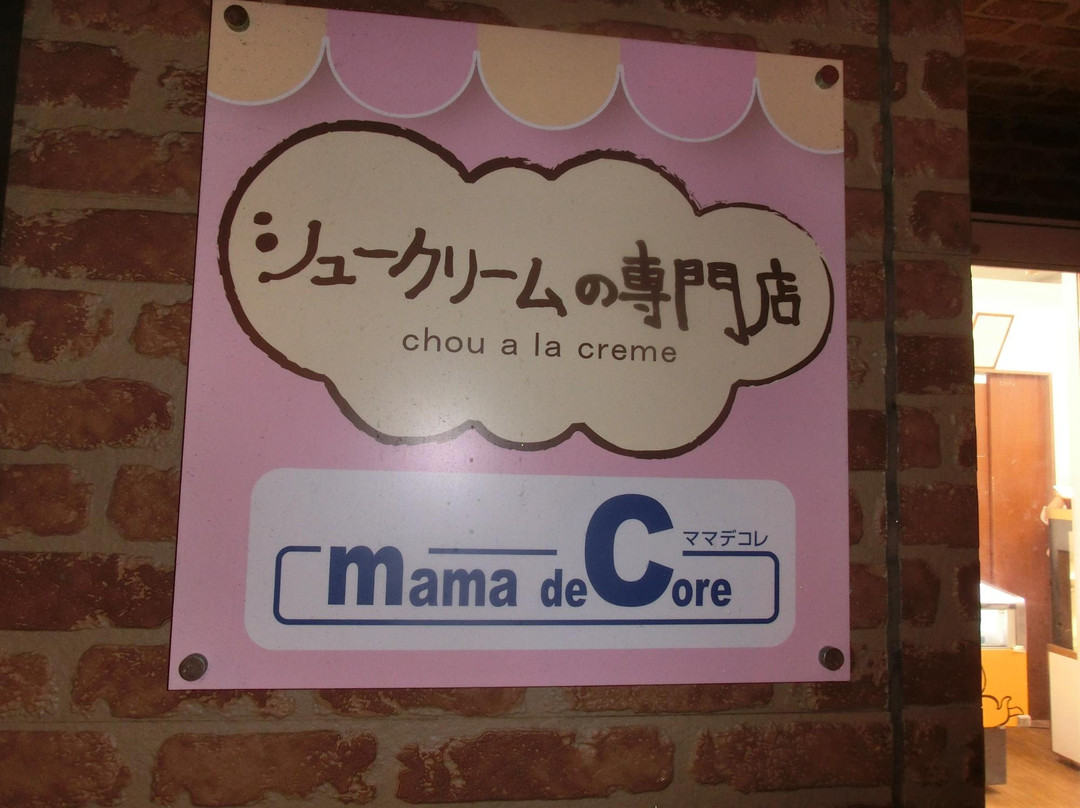 シュークリームの専門店
chou a la creme
ママデコレ
mama deCore